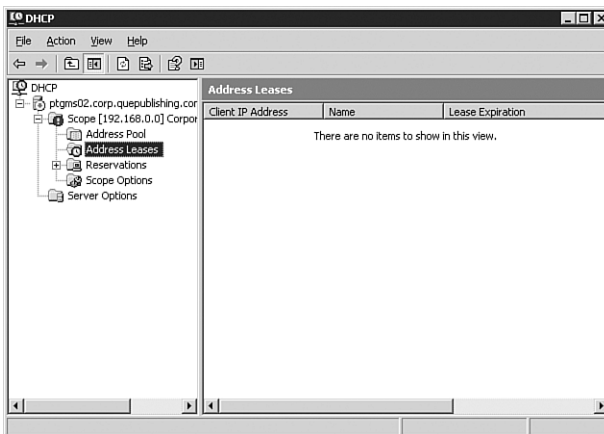 DHCP
File Action View Help
DHCP
ptgms02.corp.quepublishing.cor
Scope [192.168.0.0] Corpor
Address Pool
Address Leases
Reservations
Scope Options
Server Options
Address Leases
Client IP Address Name Lease Expiration
There are no items to show in this view.